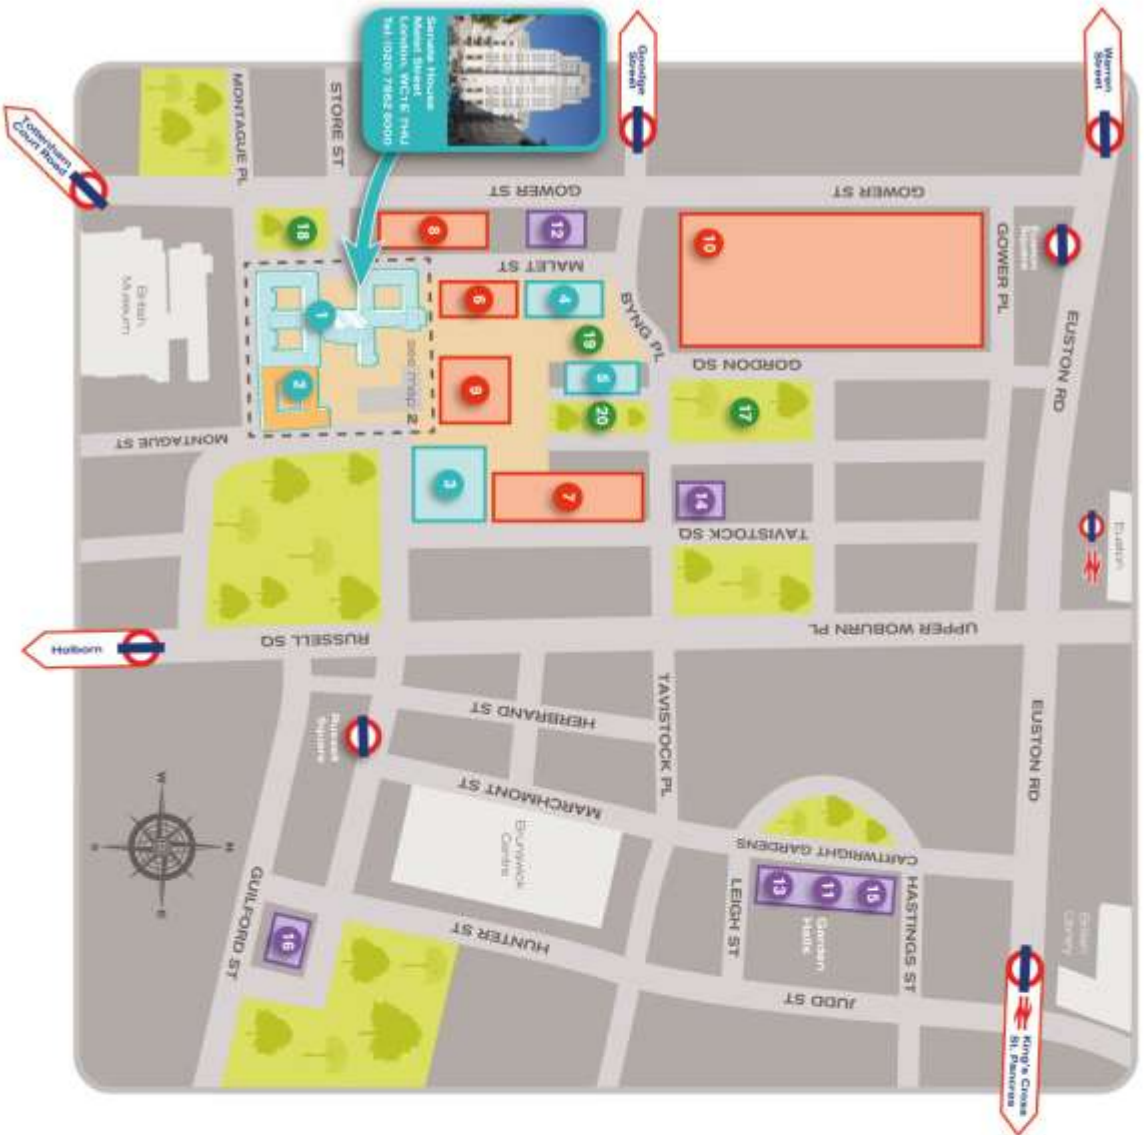 Warren
Street
Goodge
Street
Senate House
Malet Street
London, WC1E 7HU
Tel: (020) 7862 8000
Tottenham
Court Road
MONTAGUE PL
STORE ST
GOWER ST
GOWER ST
GOWER PL
Euston
Square
EUSTON RD
18
8
12
10
MALET ST
BYNG PL
1
6
4
19
see map 2
2
9
5
20
GORDON SQ
17
British
Museum
MONTAGUE ST
3
7
14
TAVISTOCK SQ
Euston
RUSSELL SQ
UPPER WOBURN PL
Holborn
HERBRAND ST
TAVISTOCK PL
EUSTON RD
Russell
Square
MARCHMONT ST
Brunswick
Centre
CARTWRIGHT GARDENS
13
11
15
Garden
Halls
LEIGH ST
HASTINGS ST
British
Library
GUILFORD ST
16
HUNTER ST
JUDD ST
King's Cross
St. Pancras
W
N
E
S